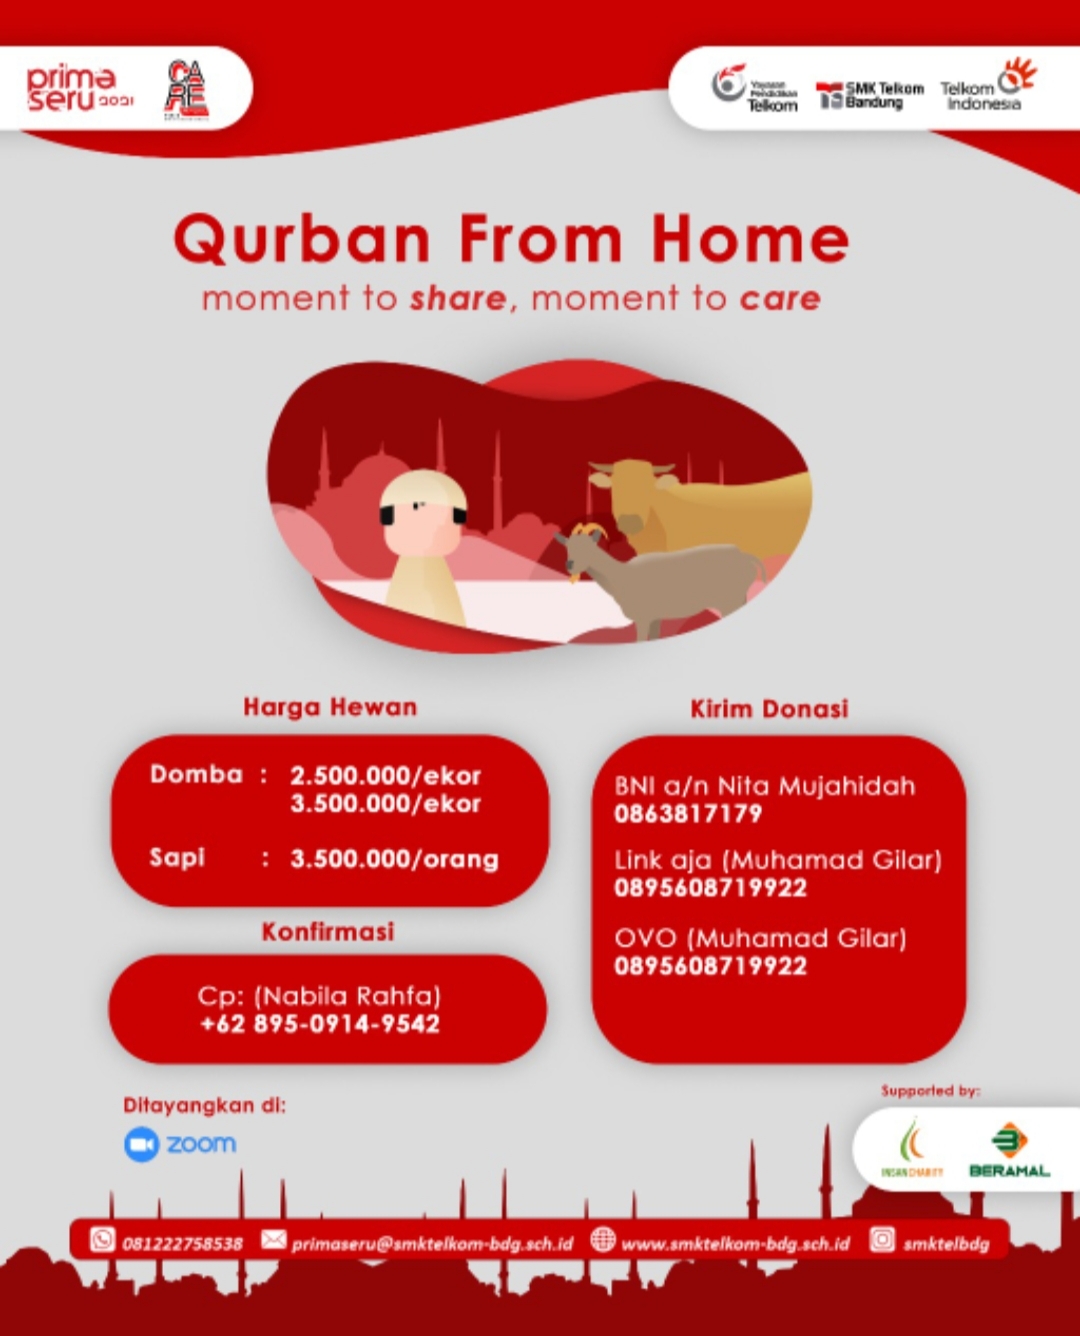 prima
seru 2021
CARE
Yayasan
Pendidikan
Telkom
SMK Telkom
Bandung
Telkom
Indonesia
Qurban From Home
moment to share, moment to care
Harga Hewan
Domba : 2.500.000/ekor
3.500.000/ekor
Sapi : 3.500.000/orang
Konfirmasi
Cp: (Nabila Rahfa)
+62 895-0914-9542
Kirim Donasi
BNI a/n Nita Mujahidah
0863817179
Link aja (Muhamad Gilar)
0895608719922
OVO (Muhamad Gilar)
0895608719922
Ditayangkan di:
zoom
Supported by:
INSAN CHARITY
BERAMAL
081222758538
primaseru@smktelkom-bdg.sch.id
www.smktelkom-bdg.sch.id
smktelbdg